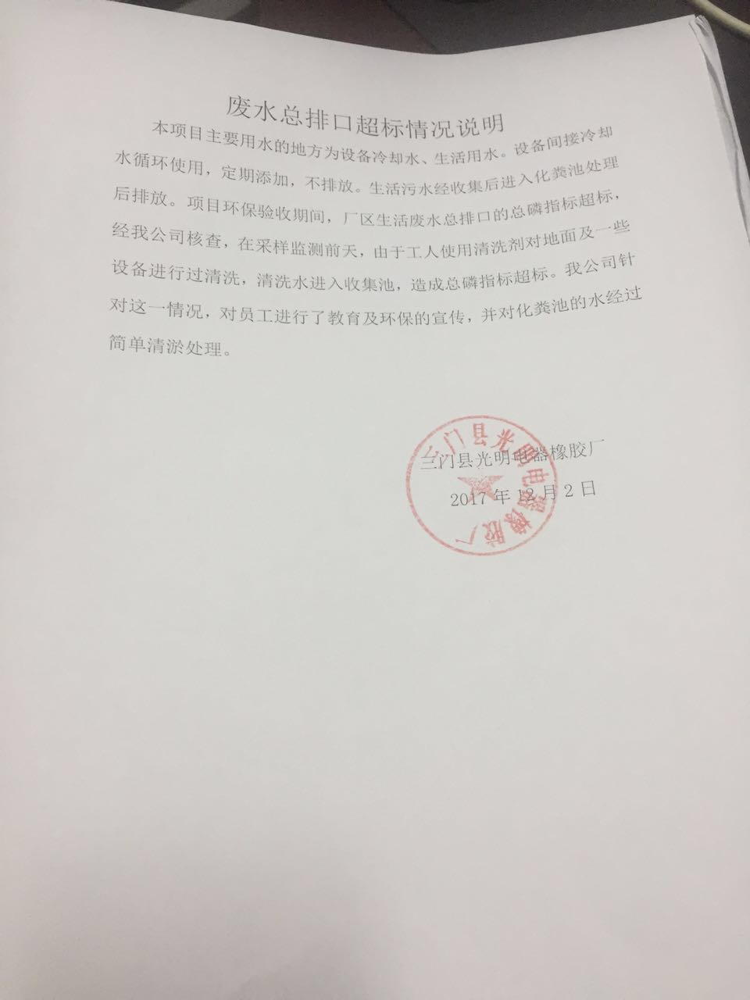 废水总排口超标情况说明
本项目主要用水的地方为设备冷却水、生活用水。设备间接冷却
水循环使用，定期添加，不排放。生活污水经收集后进入化粪池处理
后排放。项目环保验收期间，厂区生活废水总排口的总磷指标超标，
经我公司核查，在采样监测前天，由于工人使用清洗剂对地面及一些
设备进行过清洗，清洗水进入收集池，造成总磷指标超标。我公司针
对这一情况，对员工进行了教育及环保的宣传，并对化粪池的水经过
简单清淤处理。
三门县光明电器橡胶厂
2017 年 12 月 2 日
三门县光明电器橡胶厂